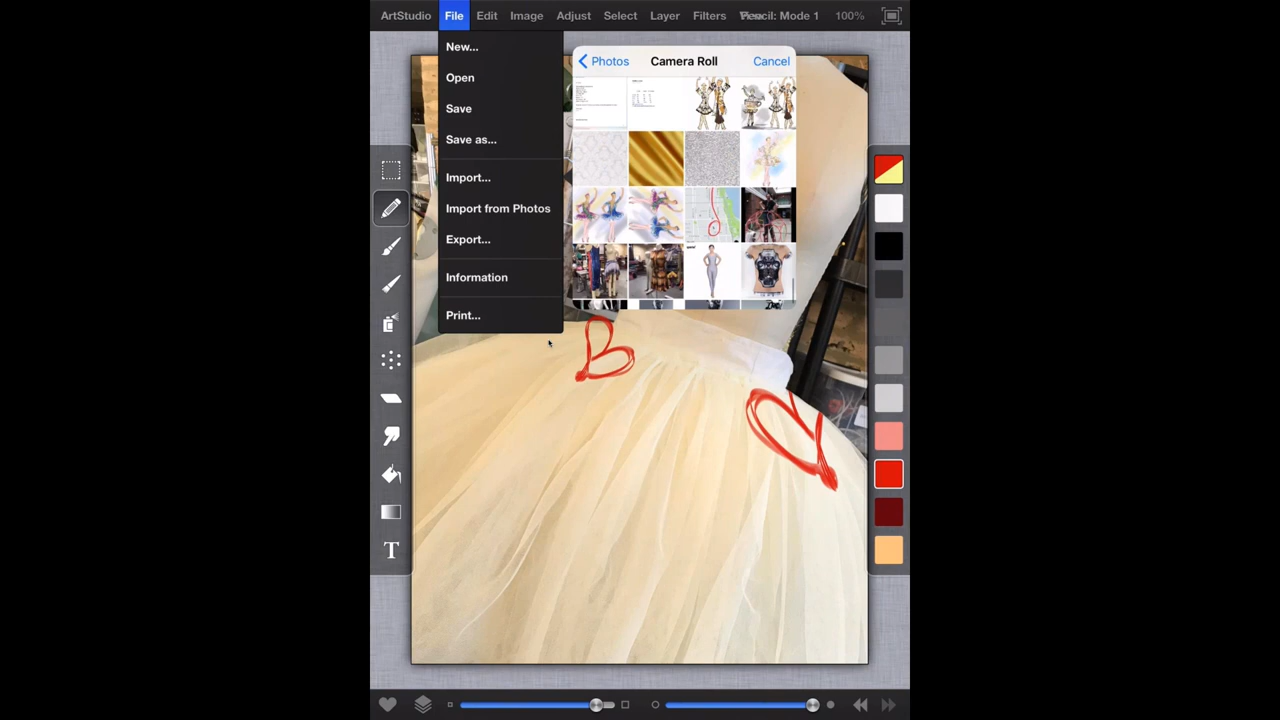 ArtStudio File Edit Image Adjust Select Layer Filters Pencil: Mode 1 100%
New...
Open
Save
Save as...
Import...
Import from Photos
Export...
Information
Print...
Photos Camera Roll Cancel
T